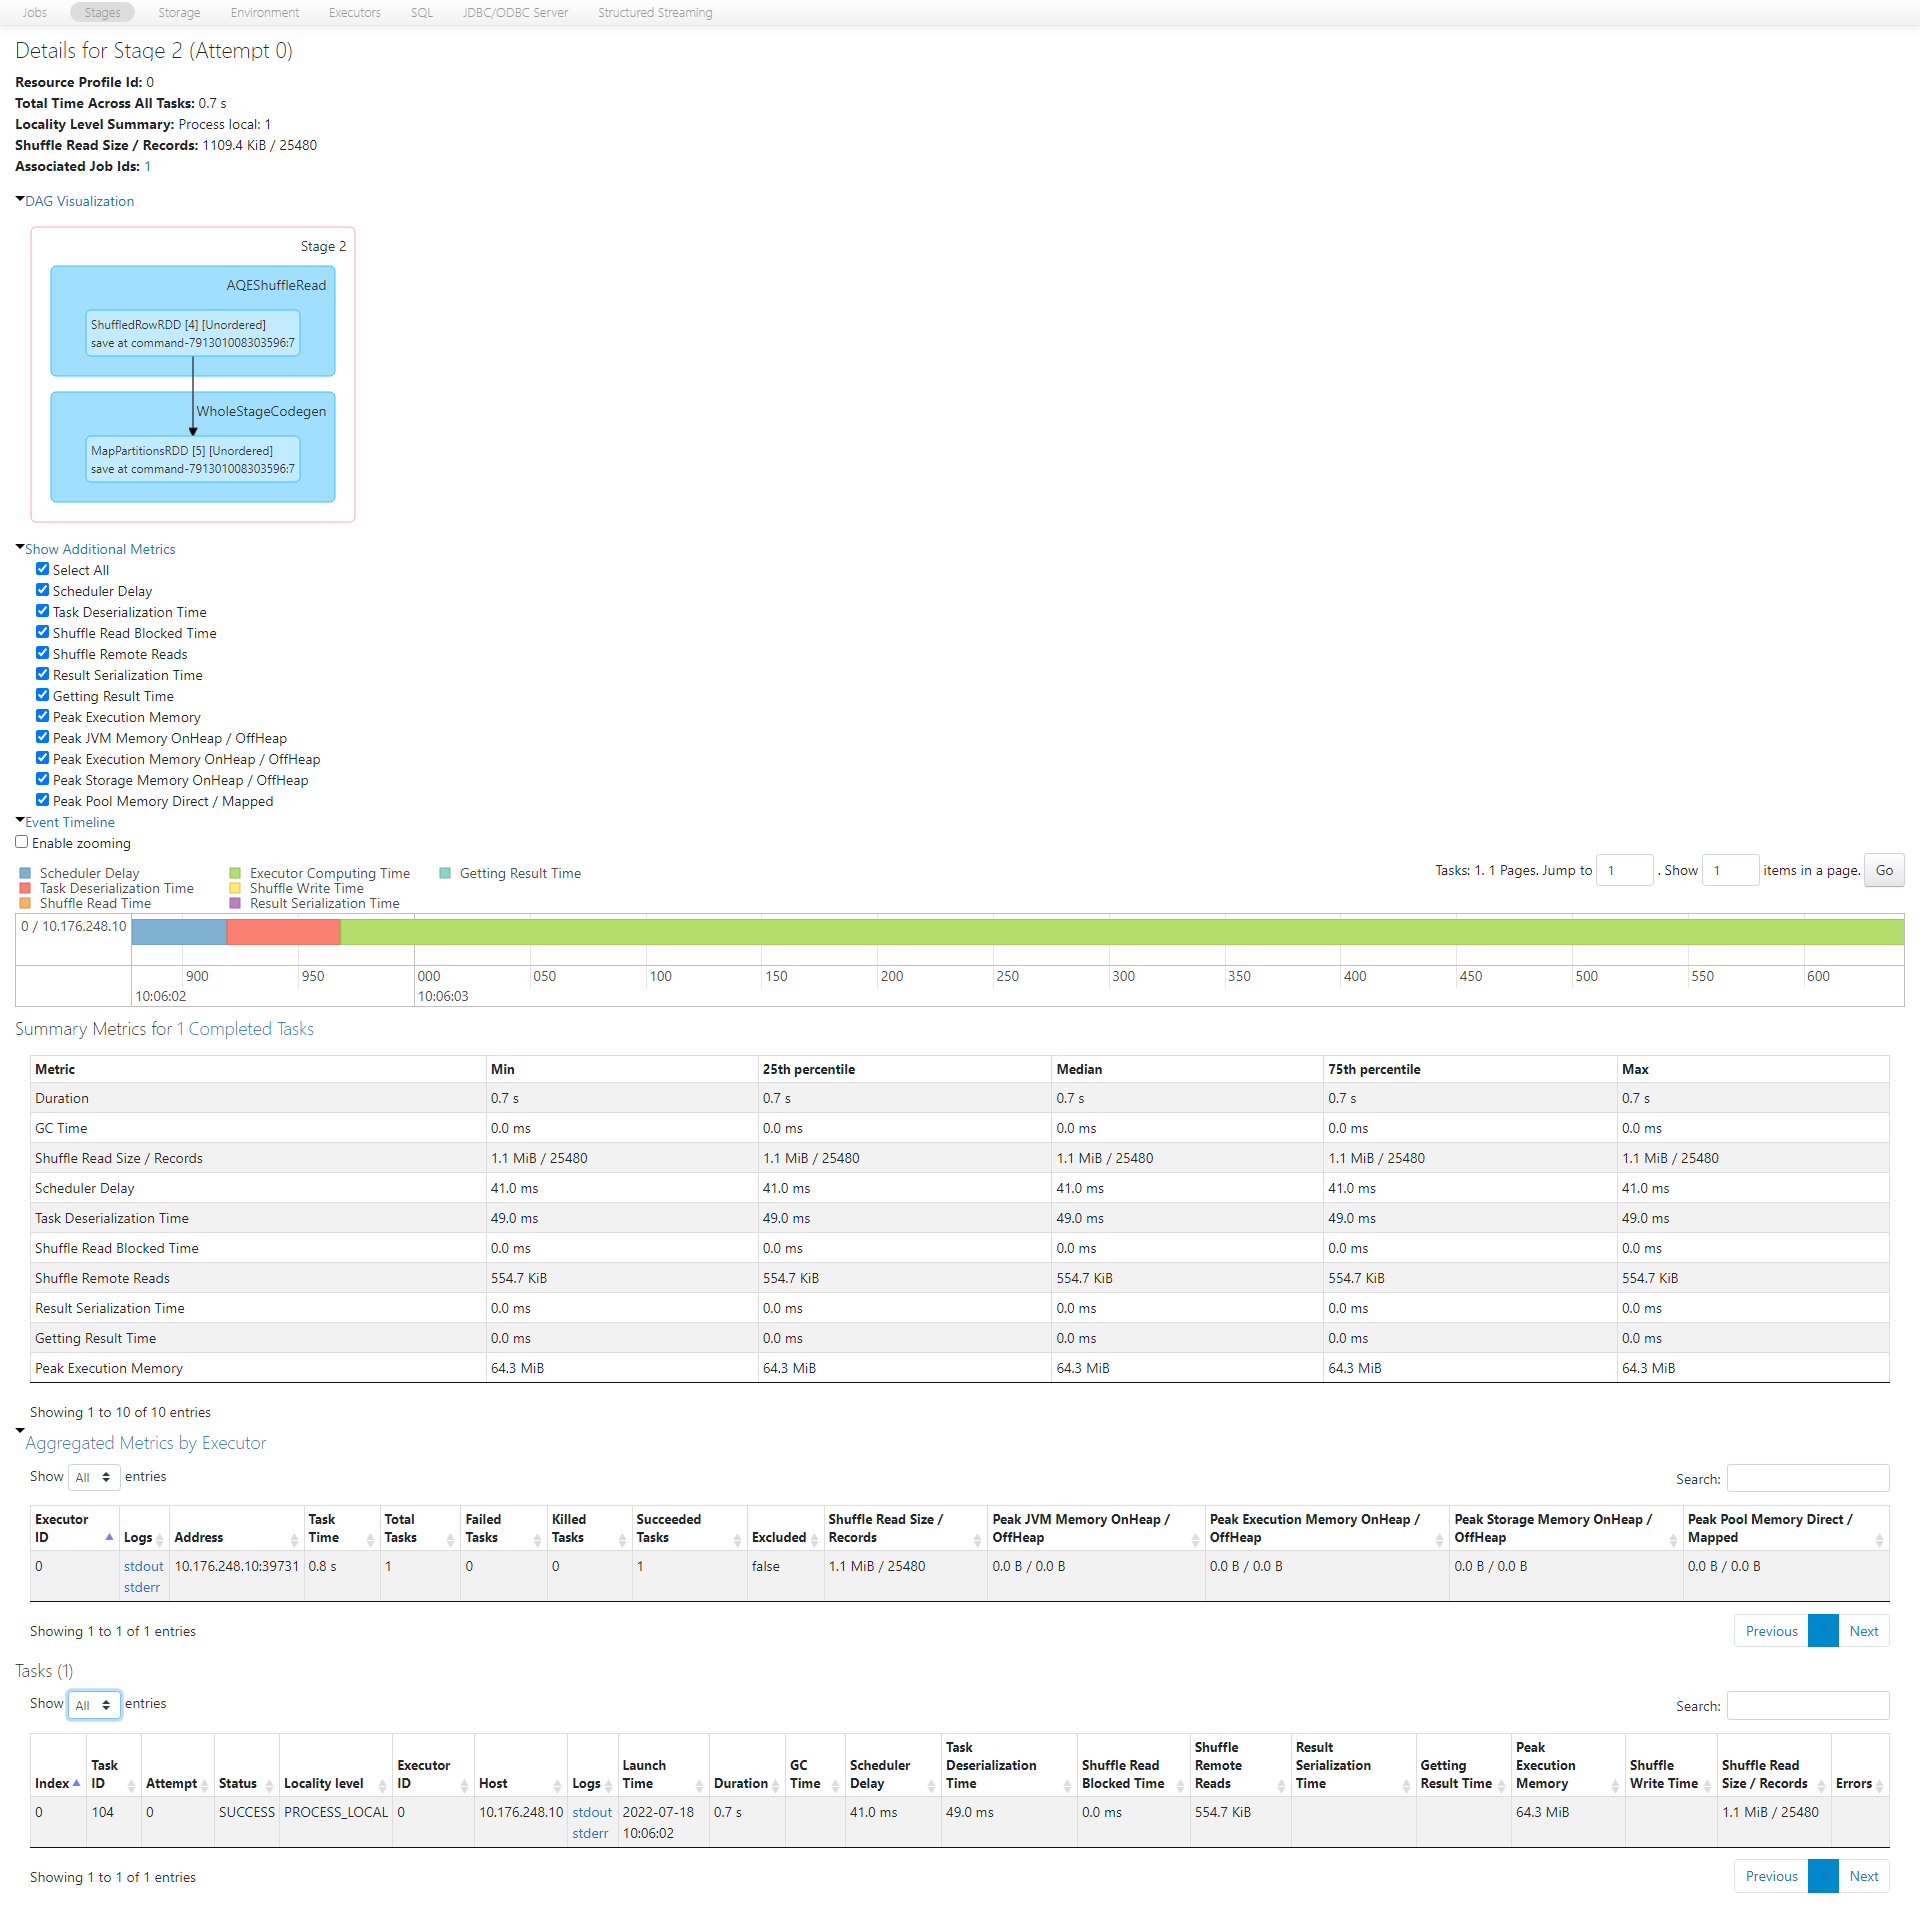 Jobs Stages Storage Environment Executors SQL JDBC/ODBC Server Structured Streaming
Details for Stage 2 (Attempt 0)
Resource Profile Id: 0
Total Time Across All Tasks: 0.7 s
Locality Level Summary: Process local: 1
Shuffle Read Size / Records: 1109.4 KiB / 25480
Associated Job Ids: 1
DAG Visualization
Stage 2
AQEShuffleRead
ShuffledRowRDD [4] [Unordered]
save at command-791301008303596:7
WholeStageCodegen
MapPartitionsRDD [5] [Unordered]
save at command-791301008303596:7
Show Additional Metrics
Select All
Scheduler Delay
Task Deserialization Time
Shuffle Read Blocked Time
Shuffle Remote Reads
Result Serialization Time
Getting Result Time
Peak Execution Memory
Peak JVM Memory OnHeap / OffHeap
Peak Execution Memory OnHeap / OffHeap
Peak Storage Memory OnHeap / OffHeap
Peak Pool Memory Direct / Mapped
Event Timeline
Enable zooming
Scheduler Delay Executor Computing Time Getting Result Time
Task Deserialization Time Shuffle Write Time
Shuffle Read Time Result Serialization Time
Tasks: 1. 1 Pages. Jump to 1 . Show 1 items in a page. Go
0 / 10.176.248.10
900 950 000 050 100 150 200 250 300 350 400 450 500 550 600
10:06:02 10:06:03
Summary Metrics for 1 Completed Tasks
Metric Min 25th percentile Median 75th percentile Max
Duration 0.7 s 0.7 s 0.7 s 0.7 s 0.7 s
GC Time 0.0 ms 0.0 ms 0.0 ms 0.0 ms 0.0 ms
Shuffle Read Size / Records 1.1 MiB / 25480 1.1 MiB / 25480 1.1 MiB / 25480 1.1 MiB / 25480 1.1 MiB / 25480
Scheduler Delay 41.0 ms 41.0 ms 41.0 ms 41.0 ms 41.0 ms
Task Deserialization Time 49.0 ms 49.0 ms 49.0 ms 49.0 ms 49.0 ms
Shuffle Read Blocked Time 0.0 ms 0.0 ms 0.0 ms 0.0 ms 0.0 ms
Shuffle Remote Reads 554.7 KiB 554.7 KiB 554.7 KiB 554.7 KiB 554.7 KiB
Result Serialization Time 0.0 ms 0.0 ms 0.0 ms 0.0 ms 0.0 ms
Getting Result Time 0.0 ms 0.0 ms 0.0 ms 0.0 ms 0.0 ms
Peak Execution Memory 64.3 MiB 64.3 MiB 64.3 MiB 64.3 MiB 64.3 MiB
Showing 1 to 10 of 10 entries
Aggregated Metrics by Executor
Show All entries Search:
Executor ID Logs Address Task Time Total Tasks Failed Tasks Killed Tasks Succeeded Tasks Excluded Shuffle Read Size / Records Peak JVM Memory OnHeap / OffHeap Peak Execution Memory OnHeap / OffHeap Peak Storage Memory OnHeap / OffHeap Peak Pool Memory Direct / Mapped
0 stdout 10.176.248.10:39731 0.8 s 1 0 0 1 false 1.1 MiB / 25480 0.0 B / 0.0 B 0.0 B / 0.0 B 0.0 B / 0.0 B 0.0 B / 0.0 B
stderr
Showing 1 to 1 of 1 entries Previous Next
Tasks (1)
Show All entries Search:
Index Task ID Attempt Status Locality level Executor ID Host Logs Launch Time Duration GC Time Scheduler Delay Task Deserialization Time Shuffle Read Blocked Time Shuffle Remote Reads Result Serialization Time Getting Result Time Peak Execution Memory Shuffle Write Time Shuffle Read Size / Records Errors
0 104 0 SUCCESS PROCESS_LOCAL 0 10.176.248.10 stdout 2022-07-18 0.7 s 41.0 ms 49.0 ms 0.0 ms 554.7 KiB 64.3 MiB 1.1 MiB / 25480
stderr 10:06:02
Showing 1 to 1 of 1 entries Previous Next